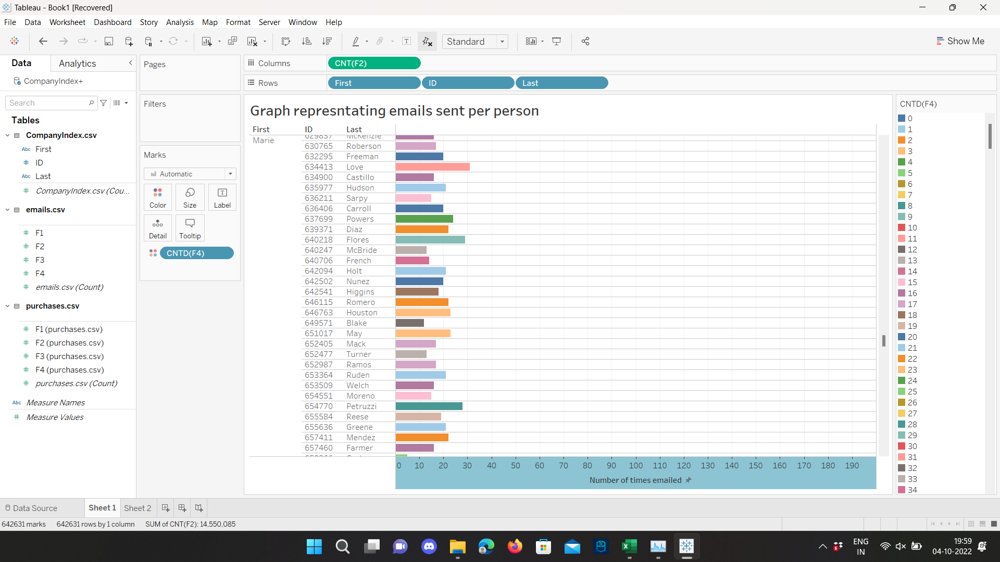 Tableau - Book1 [Recovered]
File Data Worksheet Dashboard Story Analysis Map Format Server Window Help
Standard
Show Me
Data Analytics
CompanyIndex+
Search
Tables
CompanyIndex.csv
Abc First
# ID
Abc Last
# CompanyIndex.csv (Cou...
emails.csv
# F1
# F2
# F3
# F4
# emails.csv (Count)
purchases.csv
# F1 (purchases.csv)
# F2 (purchases.csv)
# F3 (purchases.csv)
# F4 (purchases.csv)
# purchases.csv (Count)
Abc Measure Names
# Measure Values
Pages
Filters
Marks
Automatic
Color Size Label
Detail Tooltip
CNTD(F4)
Columns CNT(F2)
Rows First ID Last
Graph represntating emails sent per person
First ID Last
Marie 629837 McKenzie
630765 Roberson
632295 Freeman
634413 Love
634900 Castillo
635977 Hudson
636211 Sarpy
636406 Carroll
637699 Powers
639371 Diaz
640218 Flores
640247 McBride
640706 French
642094 Holt
642502 Nunez
642541 Higgins
646115 Romero
646763 Houston
649571 Blake
651017 May
652405 Mack
652477 Turner
652987 Ramos
653364 Ruden
653509 Welch
654551 Moreno
654770 Petruzzi
655584 Reese
655636 Greene
657411 Mendez
657460 Farmer
0 10 20 30 40 50 60 70 80 90 100 110 120 130 140 150 160 170 180 190
Number of times emailed
CNTD(F4)
0
1
2
3
4
5
6
7
8
9
10
11
12
13
14
15
16
17
18
19
20
21
22
23
24
25
26
27
28
29
30
31
32
33
34
Data Source Sheet 1 Sheet 2
642631 marks 642631 rows by 1 column SUM of CNT(F2): 14,550,085
6
ENG
IN
19:59
04-10-2022